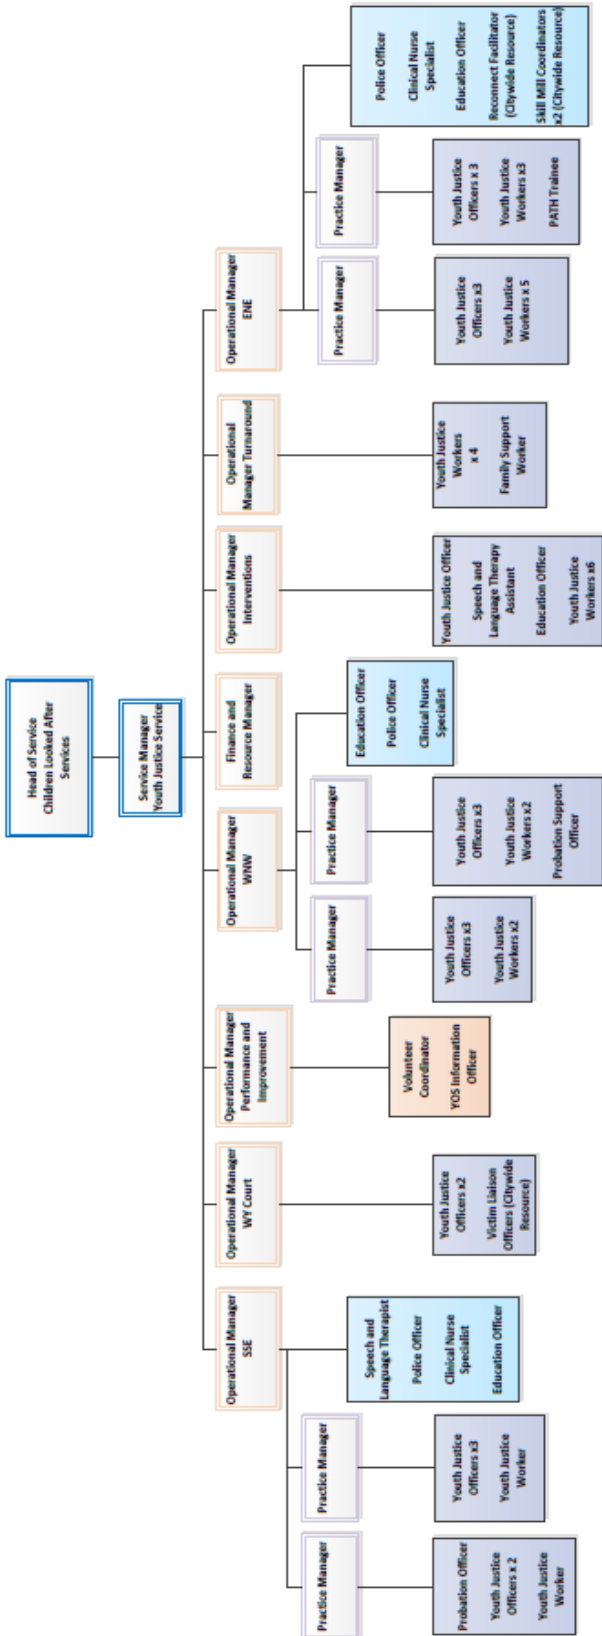 Head of Service
Children Looked After
Services
Service Manager
Youth Justice Service
Operational Manager
SSE
Operational Manager
WY Court
Operational Manager
Performance and
Improvement
Operational Manager
WNW
Finance and
Resource Manager
Operational Manager
Interventions
Operational
Manager Turnaround
Operational Manager
ENE
Practice Manager
Practice Manager
Practice Manager
Practice Manager
Practice Manager
Practice Manager
Probation Officer
Youth Justice
Officers x 2
Youth Justice
Worker
Youth Justice
Officers x3
Youth Justice
Worker
Speech and
Language Therapist
Police Officer
Clinical Nurse
Specialist
Education Officer
Youth Justice
Officers x2
Victim Liaison
Officers (Citywide
Resource)
Volunteer
Coordinator
YOS Information
Officer
Youth Justice
Officers x3
Youth Justice
Workers x2
Youth Justice
Officers x3
Youth Justice
Workers x2
Probation Support
Officer
Education Officer
Police Officer
Clinical Nurse
Specialist
Youth Justice Officer
Speech and
Language Therapy
Assistant
Education Officer
Youth Justice
Workers x6
Youth Justice
Workers
x 4
Family Support
Worker
Youth Justice
Officers x3
Youth Justice
Workers x 5
Youth Justice
Officers x 3
Youth Justice
Workers x3
PATH Trainee
Police Officer
Clinical Nurse
Specialist
Education Officer
Reconnect Facilitator
(Citywide Resource)
Skill Mill Coordinators
x2 (Citywide Resource)